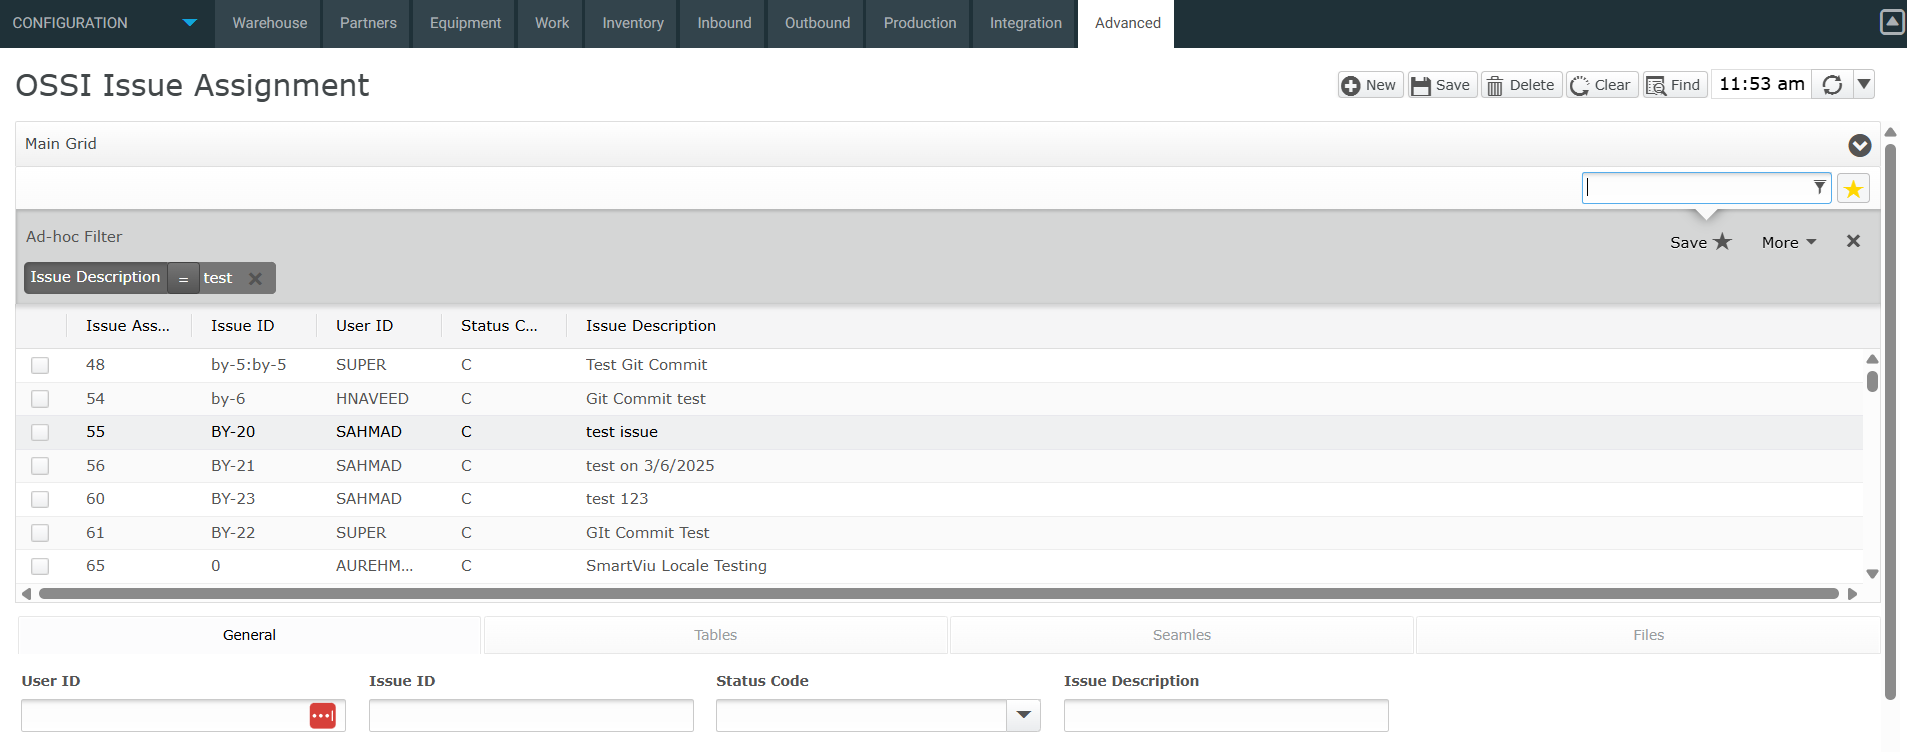 CONFIGURATION Warehouse Partners Equipment Work Inventory Inbound Outbound Production Integration Advanced
OSSI Issue Assignment
New Save Delete Clear Find 11:53 am
Main Grid
Ad-hoc Filter
Save More
Issue Description = test
Issue Ass... Issue ID User ID Status C... Issue Description
48 by-5:by-5 SUPER C Test Git Commit
54 by-6 HNAVEED C Git Commit test
55 BY-20 SAHMAD C test issue
56 BY-21 SAHMAD C test on 3/6/2025
60 BY-23 SAHMAD C test 123
61 BY-22 SUPER C GIt Commit Test
65 0 AUREHM... C SmartViu Locale Testing
General Tables Seamles Files
User ID Issue ID Status Code Issue Description